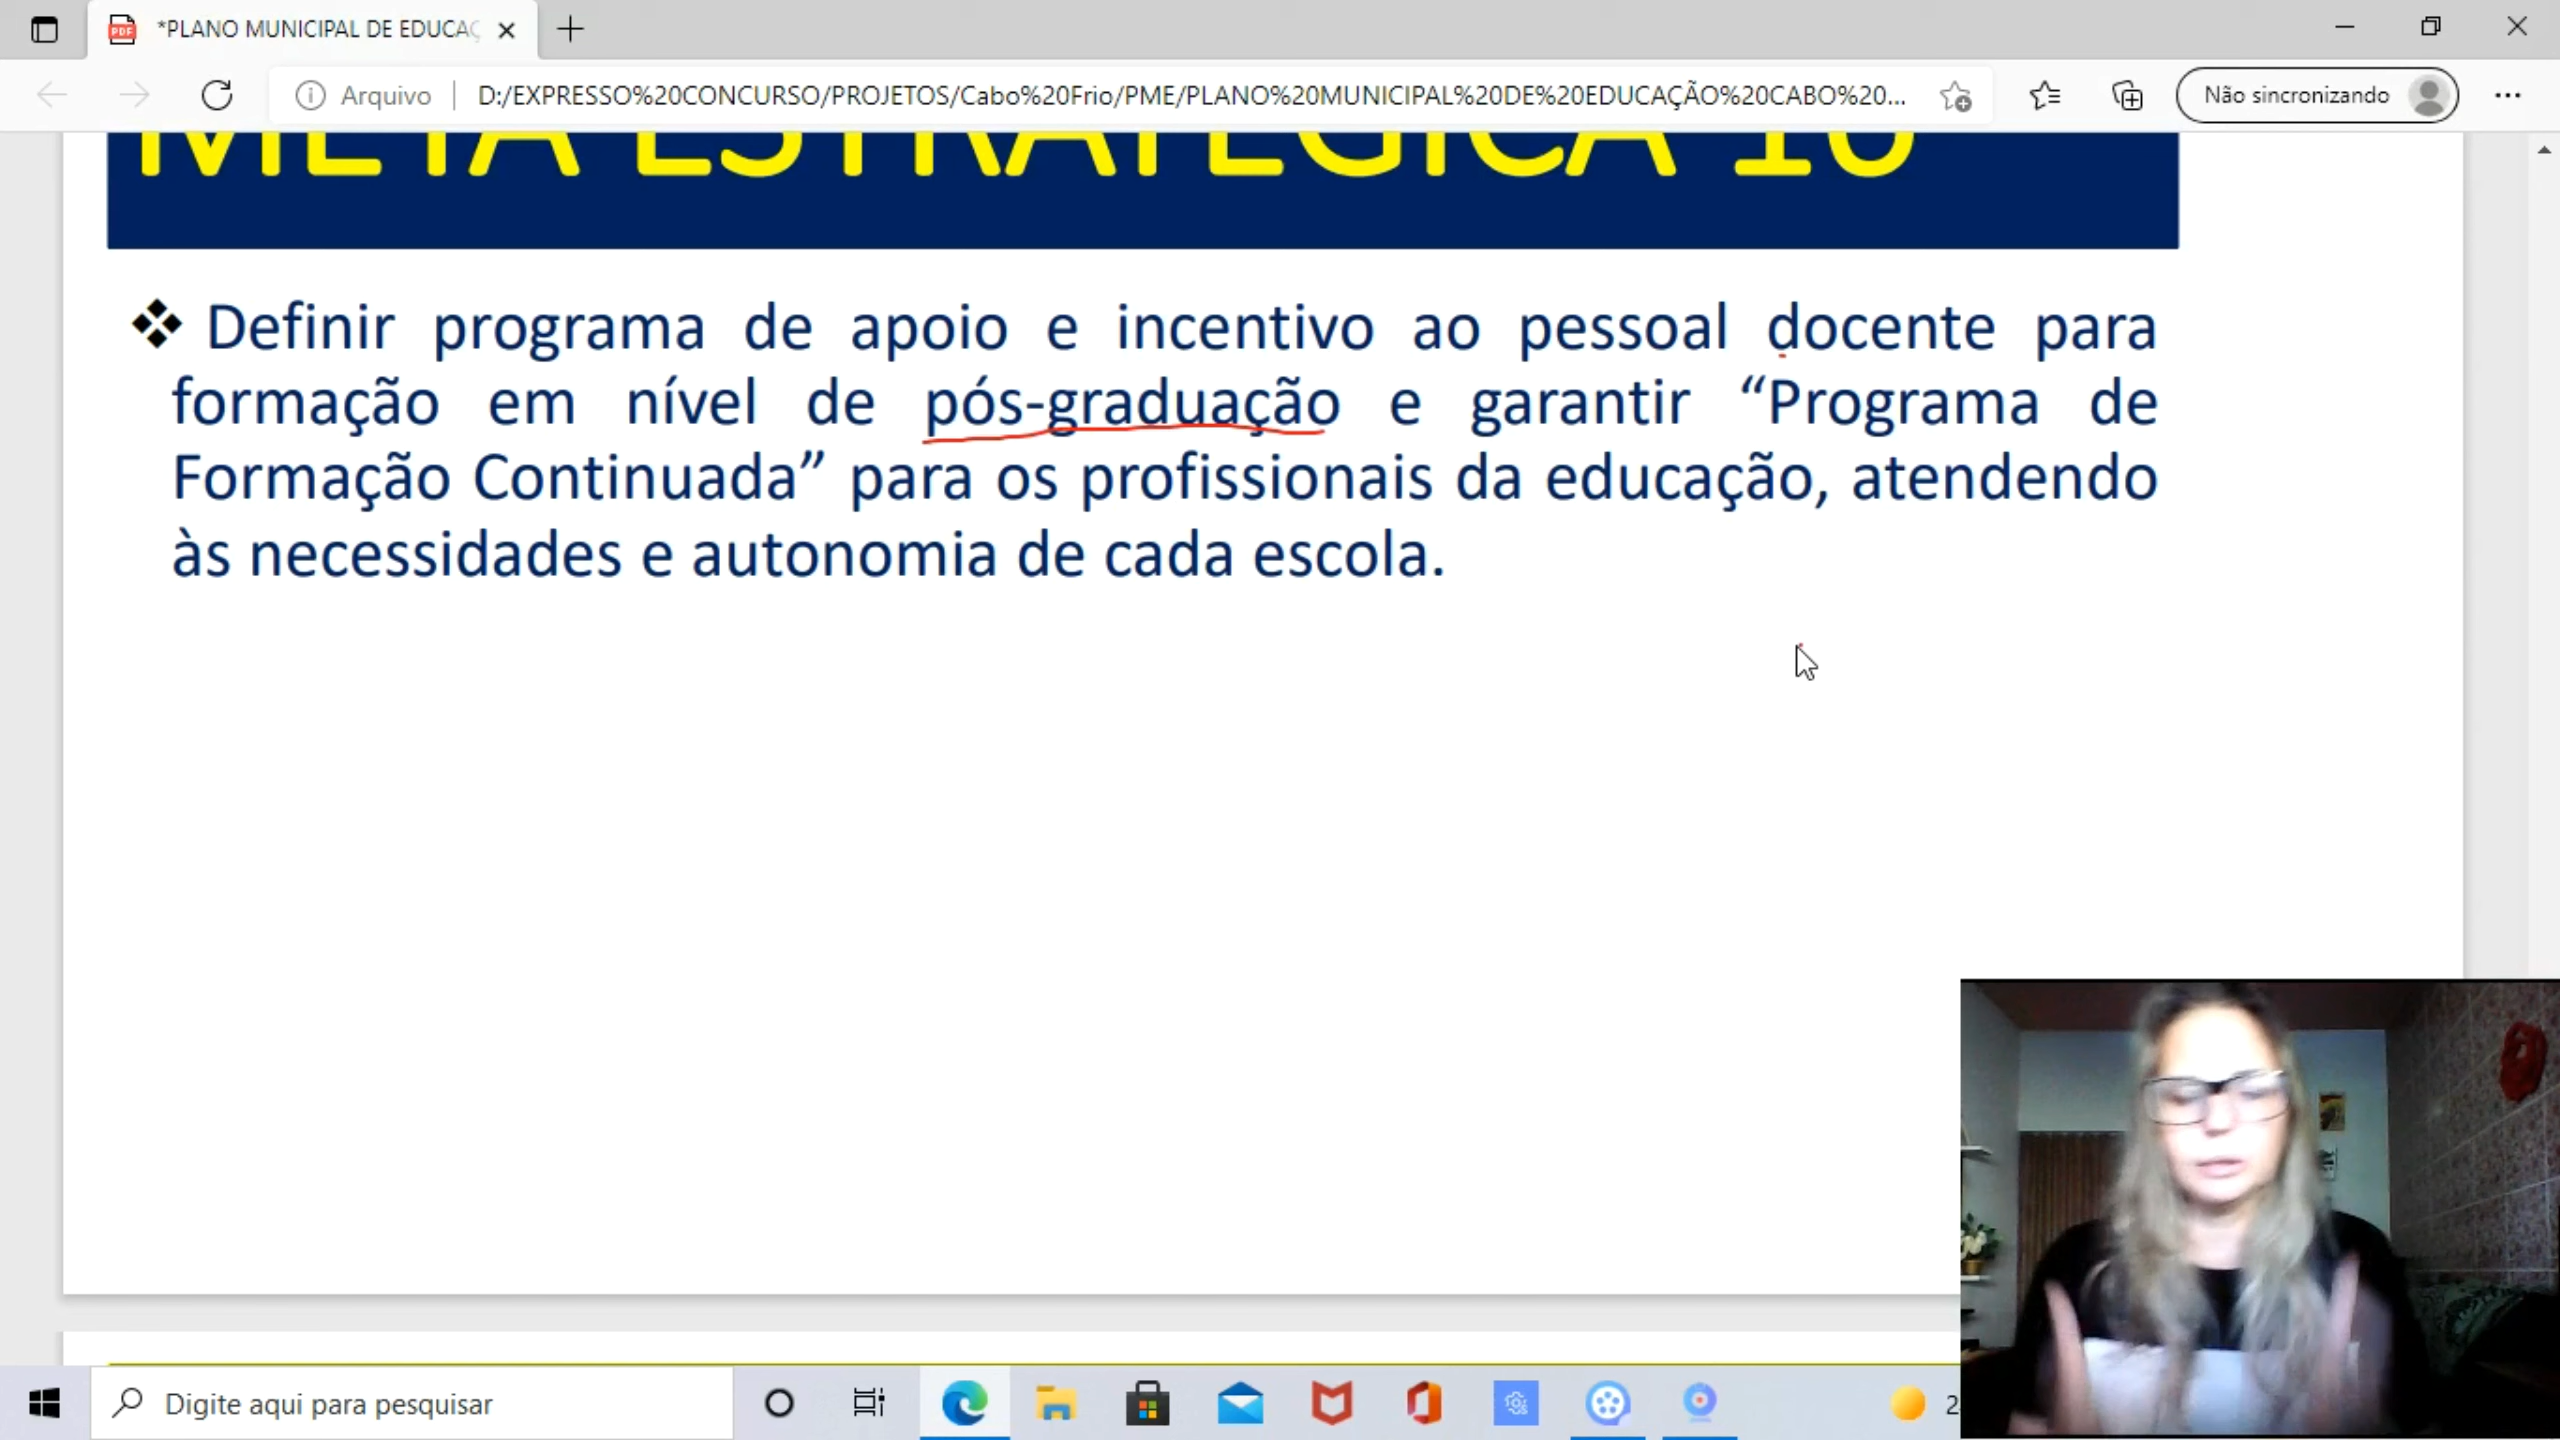 *PLANO MUNICIPAL DE EDUCAÇ
Arquivo
D:/EXPRESSO%20CONCURSO/PROJETOS/Cabo%20Frio/PME/PLANO%20MUNICIPAL%20DE%20EDUCAÇÃO%20CABO%20...
Não sincronizando
META ESTRATÉGICA
Definir programa de apoio e incentivo ao pessoal docente para
formação em nível de pós-graduação e garantir “Programa de
Formação Continuada” para os profissionais da educação, atendendo
às necessidades e autonomia de cada escola.
Digite aqui para pesquisar